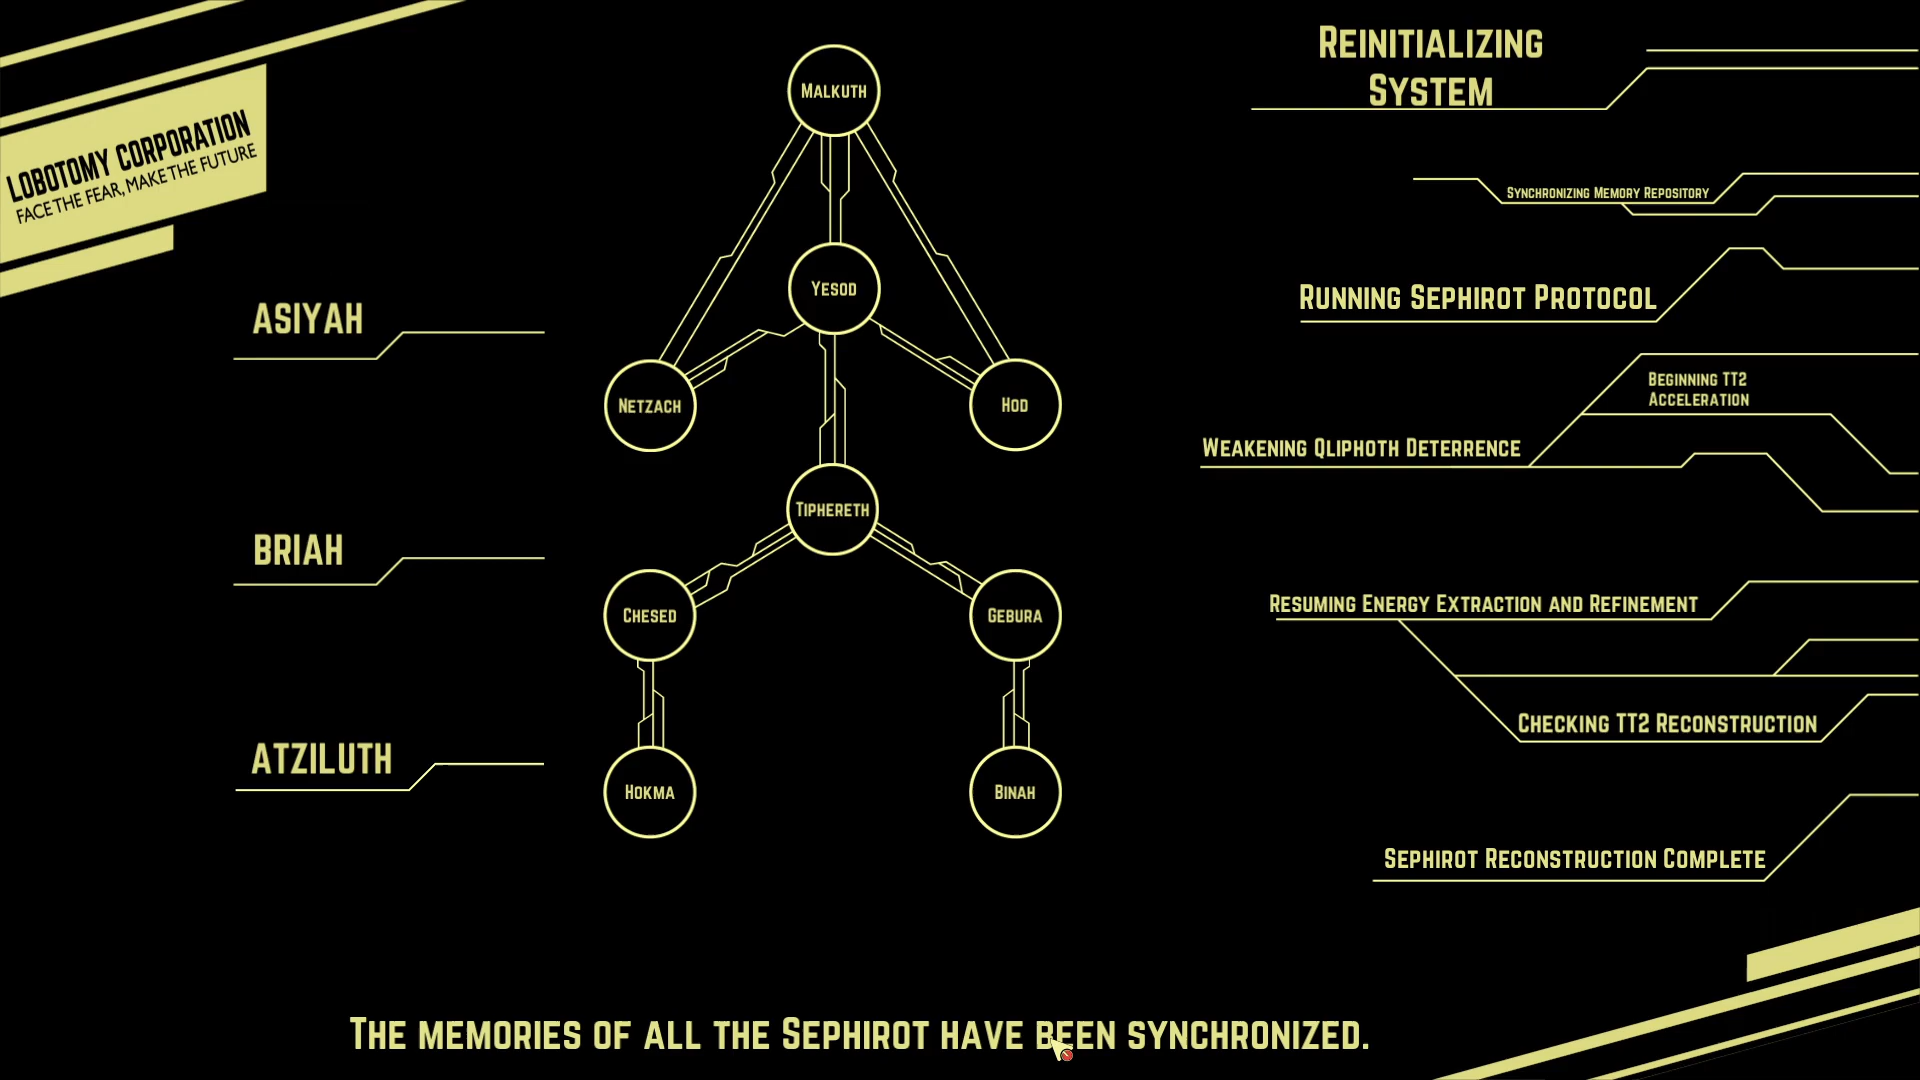 LOBOTOMY CORPORATION
FACE THE FEAR, MAKE THE FUTURE
ASIYAH
BRIAH
ATZILUTH
MALKUTH
YESOD
NETZACH
HOD
TIPHERETH
CHESED
GEBURA
HOKMA
BINAH
REINITIALIZING
SYSTEM
SYNCHRONIZING MEMORY REPOSITORY
RUNNING SEPHIROT PROTOCOL
BEGINNING TT2
ACCELERATION
WEAKENING QLIPHOTH DETERRENCE
RESUMING ENERGY EXTRACTION AND REFINEMENT
CHECKING TT2 RECONSTRUCTION
SEPHIROT RECONSTRUCTION COMPLETE
THE MEMORIES OF ALL THE SEPHIROT HAVE BEEN SYNCHRONIZED.